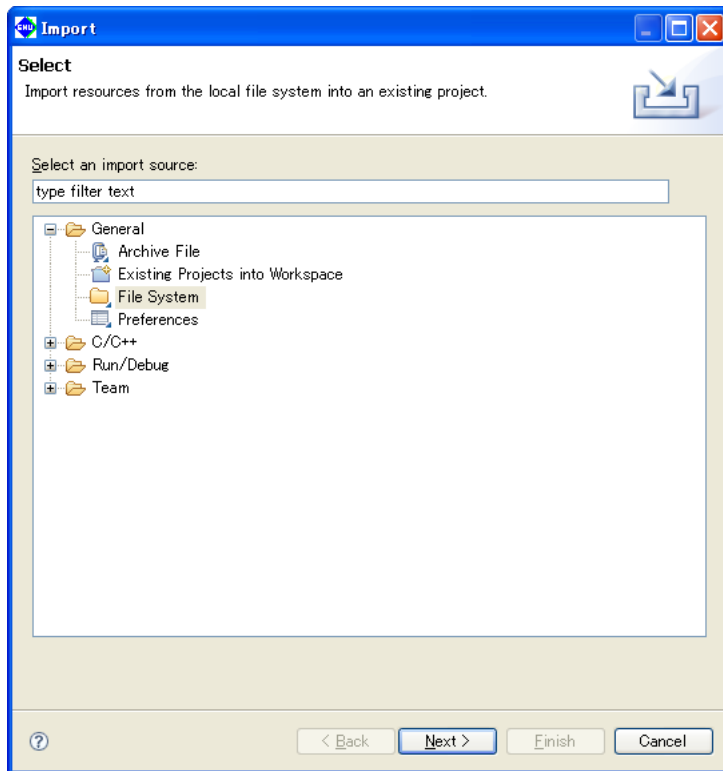 GNU Import
Select
Import resources from the local file system into an existing project.
Select an import source:
type filter text
General
Archive File
Existing Projects into Workspace
File System
Preferences
C/C++
Run/Debug
Team
?
< Back
Next >
Finish
Cancel